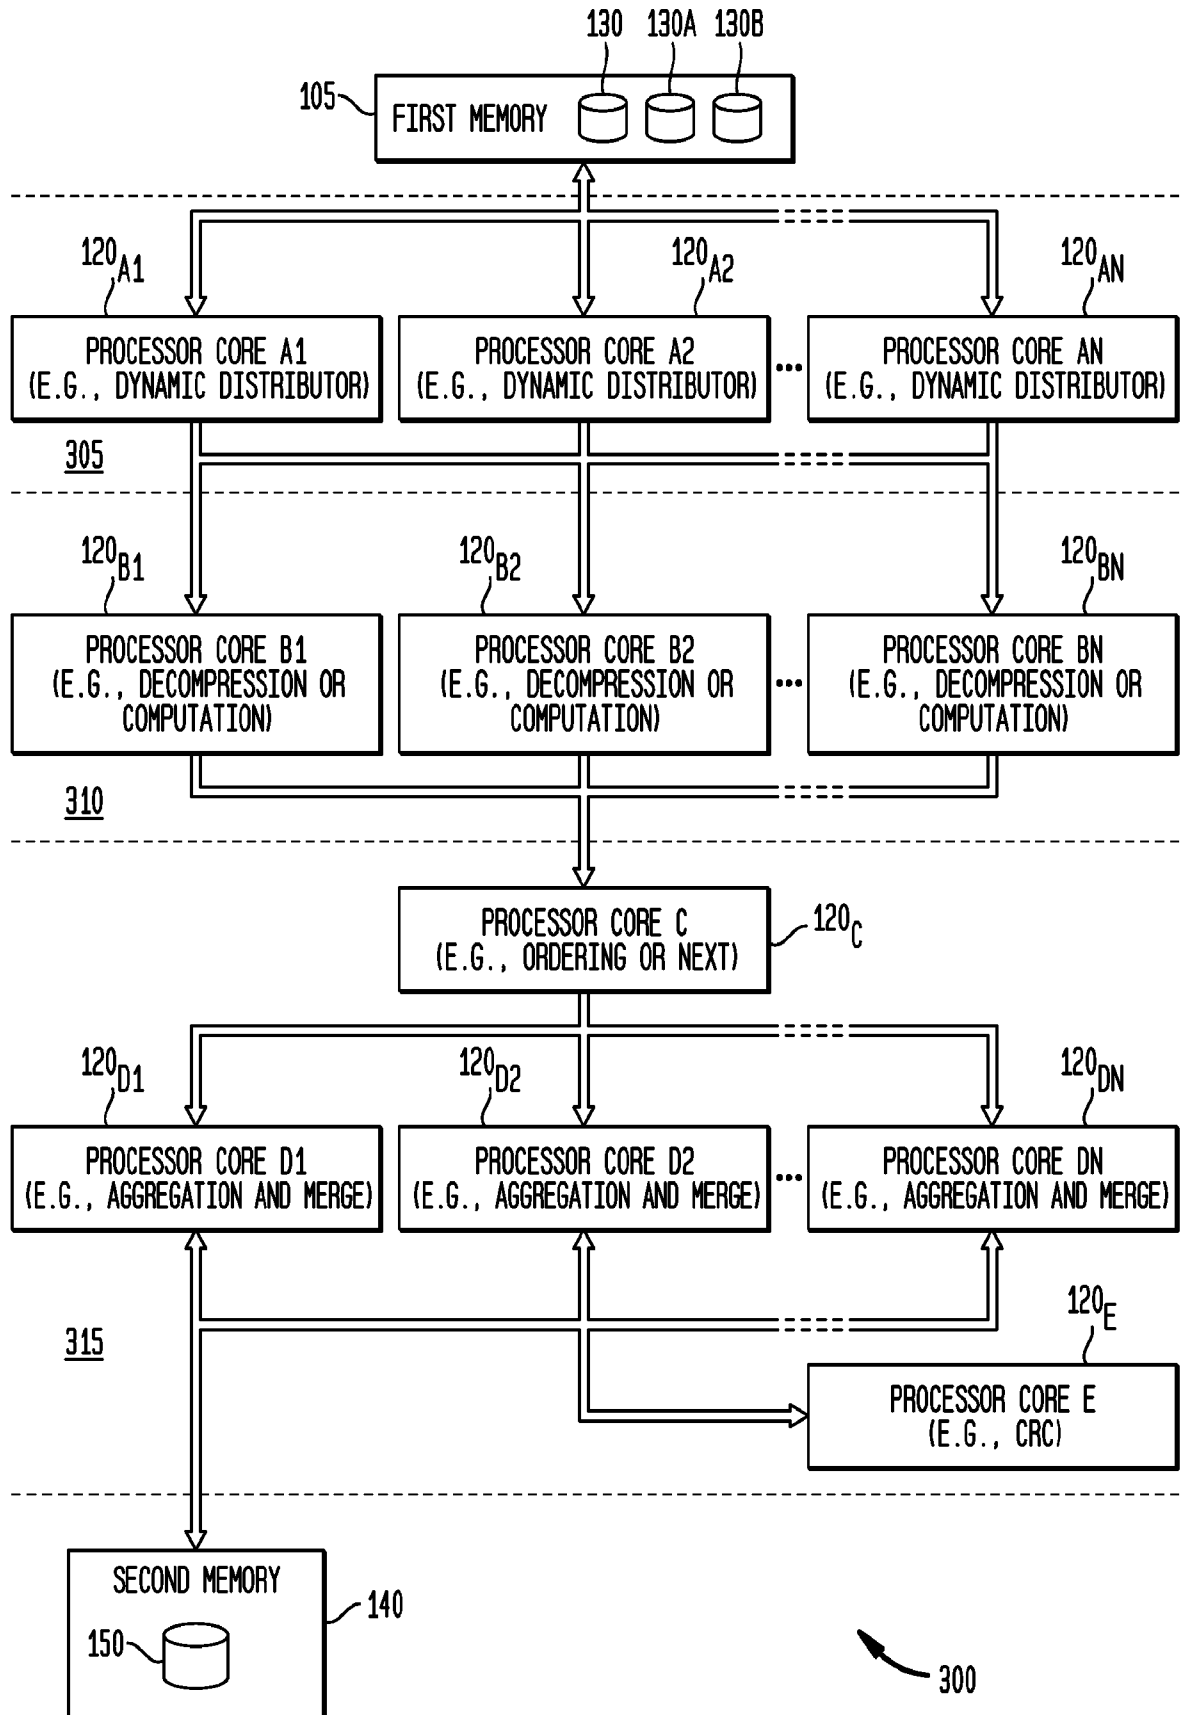 130 130A 130B
105
FIRST MEMORY
120A1 120A2 120AN
PROCESSOR CORE A1
(E.G., DYNAMIC DISTRIBUTOR)
PROCESSOR CORE A2
(E.G., DYNAMIC DISTRIBUTOR)
...
PROCESSOR CORE AN
(E.G., DYNAMIC DISTRIBUTOR)
305
120B1 120B2 120BN
PROCESSOR CORE B1
(E.G., DECOMPRESSION OR
COMPUTATION)
PROCESSOR CORE B2
(E.G., DECOMPRESSION OR
COMPUTATION)
...
PROCESSOR CORE BN
(E.G., DECOMPRESSION OR
COMPUTATION)
310
PROCESSOR CORE C
(E.G., ORDERING OR NEXT)
120C
120D1 120D2 120DN
PROCESSOR CORE D1
(E.G., AGGREGATION AND MERGE)
PROCESSOR CORE D2
(E.G., AGGREGATION AND MERGE)
...
PROCESSOR CORE DN
(E.G., AGGREGATION AND MERGE)
315
120E
PROCESSOR CORE E
(E.G., CRC)
SECOND MEMORY
140
150
300